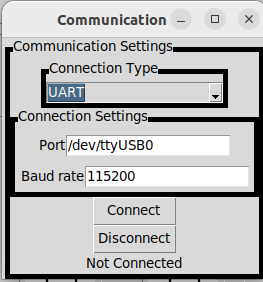 Communication
Communication Settings
Connection Type
UART
Connection Settings
Port /dev/ttyUSB0
Baud rate 115200
Connect
Disconnect
Not Connected